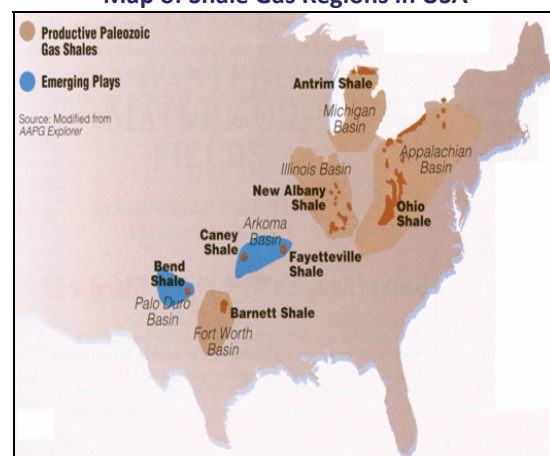 Map of Shale Gas Regions in USA
Productive Paleozoic
Gas Shales
Emerging Plays
Source: Modified from
AAPG Explorer
Antrim Shale
Michigan
Basin
Illinois Basin
Appalachian
Basin
New Albany
Shale
Ohio
Shale
Arkoma
Basin
Caney
Shale
Fayetteville
Shale
Bend
Shale
Palo Duro
Basin
Barnett Shale
Fort Worth
Basin